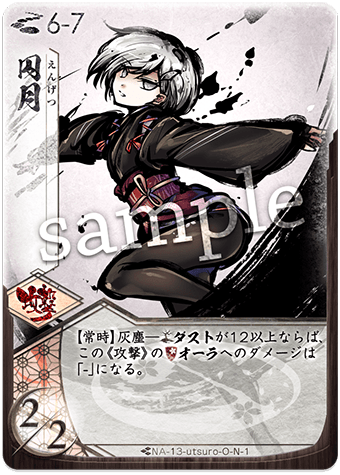 6-7
えんげつ
円月
sample
攻撃
【常時】灰塵ーダストが12以上ならば、
この《攻撃》のオーラへのダメージは
「-」になる。
2/2
NA-13-utsuro-O-N-1